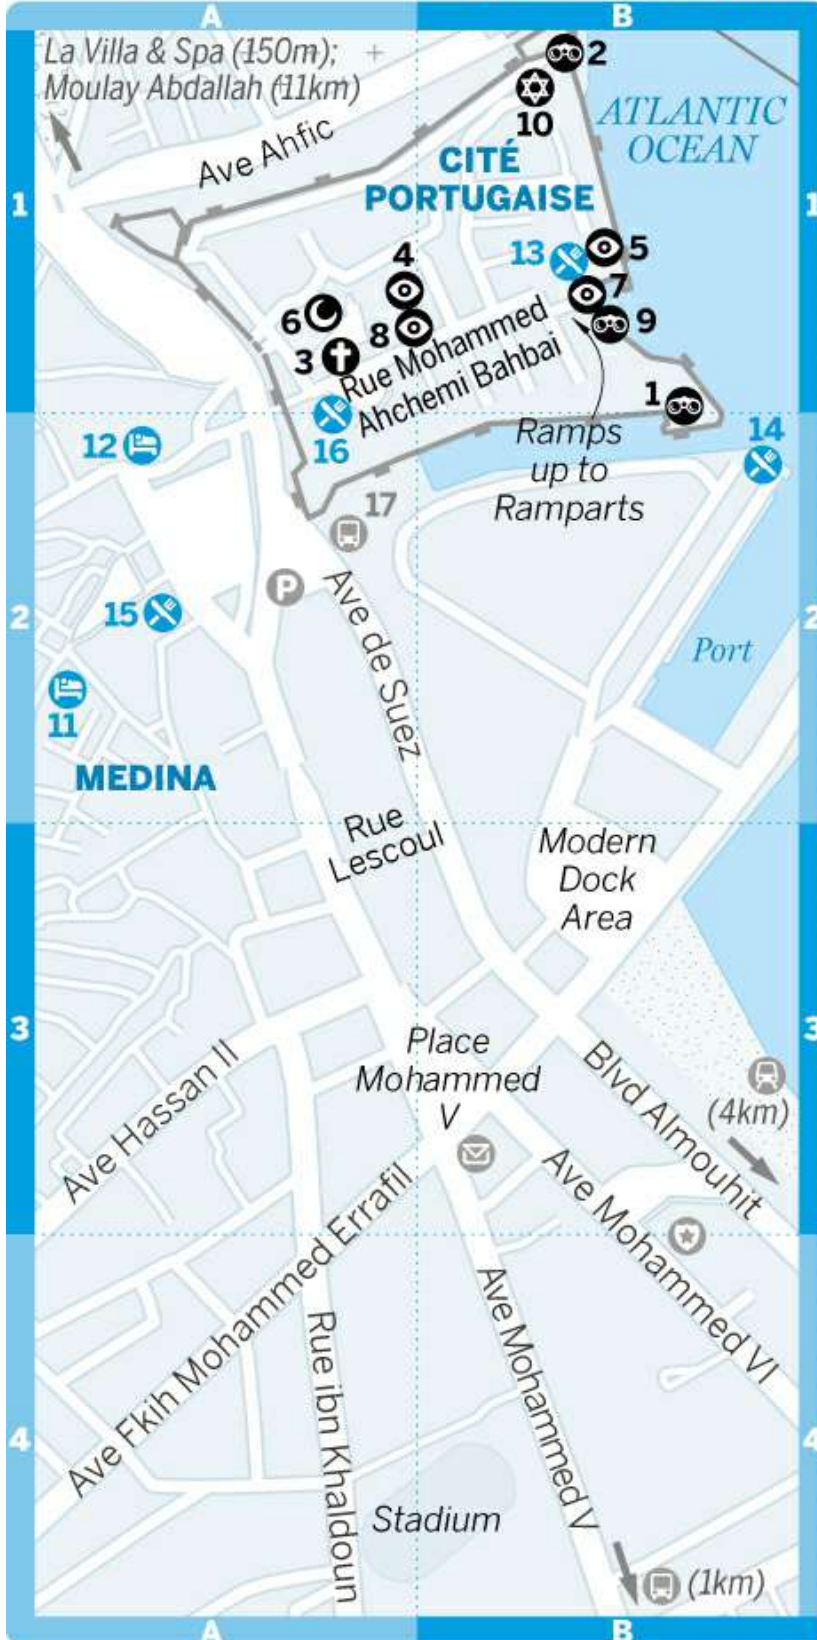 A
B
La Villa & Spa (150m);
Moulay Abdallah (11km)
2
10
ATLANTIC
OCEAN
Ave Ahfic
CITÉ
PORTUGAISE
1
1
13
5
4
7
6
8
9
3
Rue Mohammed
Ahchemi Bahbai
1
12
16
Ramps
up to
Ramparts
14
17
P
Ave de Suez
15
2
2
Port
11
MEDINA
Rue
Lescoul
Modern
Dock
Area
3
3
Place
Mohammed
V
Ave Hassan II
Blvd Almouhit
(4km)
Ave Fkih Mohammed Errafil
Ave Mohammed VI
Rue ibn Khaldoun
Ave Mohammed V
4
4
Stadium
(1km)
A
B